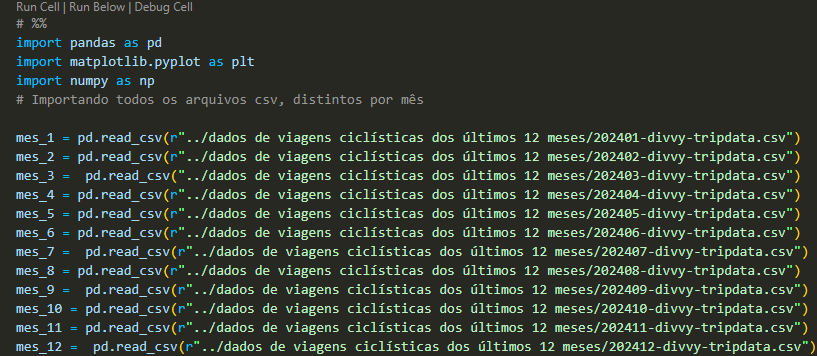 Run Cell | Run Below | Debug Cell
# %%
import pandas as pd
import matplotlib.pyplot as plt
import numpy as np
# Importando todos os arquivos csv, distintos por mês
mes_1 = pd.read_csv(r"../dados de viagens ciclísticas dos últimos 12 meses/202401-divvy-tripdata.csv")
mes_2 = pd.read_csv(r"../dados de viagens ciclísticas dos últimos 12 meses/202402-divvy-tripdata.csv")
mes_3 =  pd.read_csv("../dados de viagens ciclísticas dos últimos 12 meses/202403-divvy-tripdata.csv")
mes_4 = pd.read_csv(r"../dados de viagens ciclísticas dos últimos 12 meses/202404-divvy-tripdata.csv")
mes_5 = pd.read_csv(r"../dados de viagens ciclísticas dos últimos 12 meses/202405-divvy-tripdata.csv")
mes_6 = pd.read_csv(r"../dados de viagens ciclísticas dos últimos 12 meses/202406-divvy-tripdata.csv")
mes_7 =  pd.read_csv(r"../dados de viagens ciclísticas dos últimos 12 meses/202407-divvy-tripdata.csv")
mes_8 = pd.read_csv(r"../dados de viagens ciclísticas dos últimos 12 meses/202408-divvy-tripdata.csv")
mes_9 =  pd.read_csv(r"../dados de viagens ciclísticas dos últimos 12 meses/202409-divvy-tripdata.csv")
mes_10 = pd.read_csv(r"../dados de viagens ciclísticas dos últimos 12 meses/202410-divvy-tripdata.csv")
mes_11 = pd.read_csv(r"../dados de viagens ciclísticas dos últimos 12 meses/202411-divvy-tripdata.csv")
mes_12 =  pd.read_csv(r"../dados de viagens ciclísticas dos últimos 12 meses/202412-divvy-tripdata.csv")